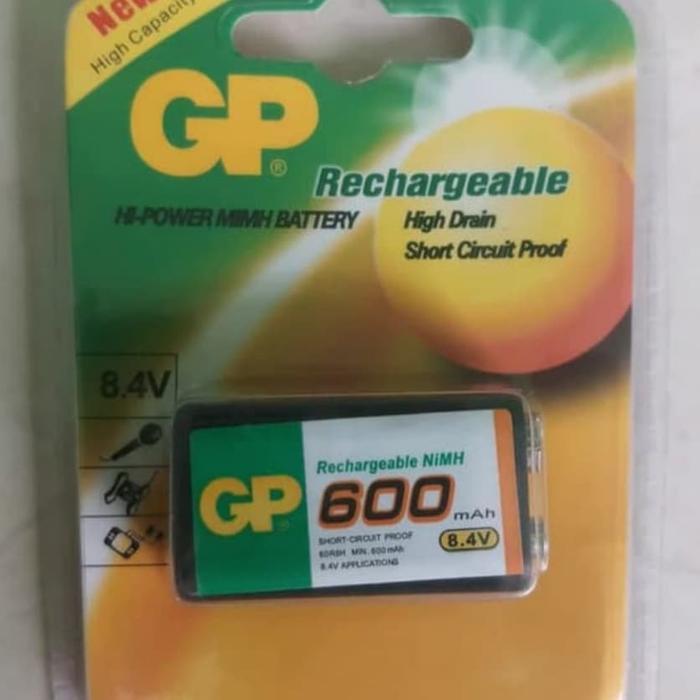 New
High Capacity
GP®
Rechargeable
HI-POWER MIMH BATTERY
High Drain
Short Circuit Proof
8.4V
GP®
Rechargeable NiMH
600 mAh
SHORT-CIRCUIT PROOF
60R8H MIN. 600 mAh
8.4V
8.4V APPLICATIONS